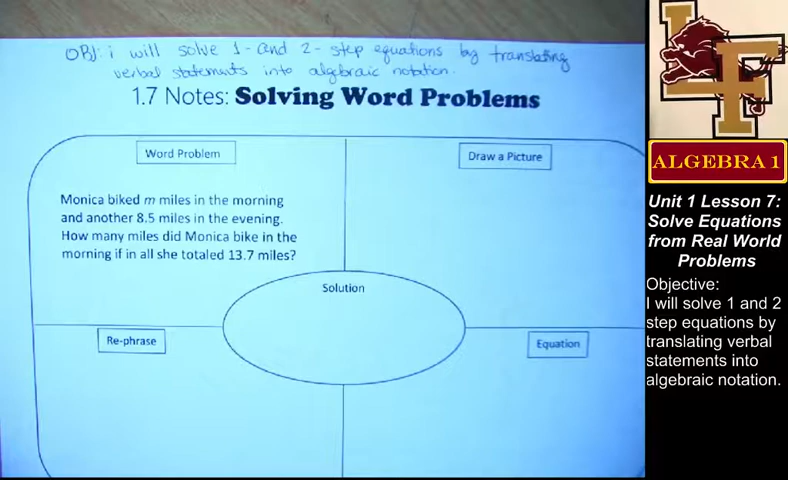 OBJ: i will solve 1- and 2- step equations by translating
verbal statements into algebraic notation.
1.7 Notes: Solving Word Problems
Word Problem
Draw a Picture
Monica biked m miles in the morning
and another 8.5 miles in the evening.
How many miles did Monica bike in the
morning if in all she totaled 13.7 miles?
Solution
Re-phrase
Equation
LF
ALGEBRA 1
Unit 1 Lesson 7:
Solve Equations
from Real World
Problems
Objective:
I will solve 1 and 2
step equations by
translating verbal
statements into
algebraic notation.